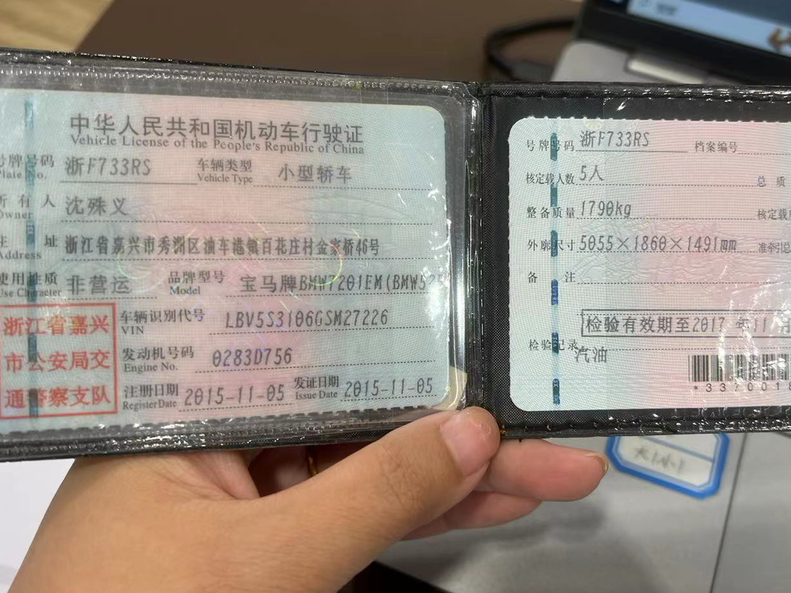 中华人民共和国机动车行驶证
Vehicle License of the People's Republic of China
号牌号码 浙F733RS 车辆类型 小型轿车
Plate No. Vehicle Type
所有人 沈殊义
Owner
住址 浙江省嘉兴市秀洲区油车港镇百花庄村金家桥46号
Address
使用性质 非营运 品牌型号 宝马牌BMW7201EM(BMW52
Use Character Model
浙江省嘉兴
市公安局交
通警察支队
车辆识别代号 LBV5S3106GSM27226
VIN
发动机号码 0283D756
Engine No.
注册日期 2015-11-05 发证日期 2015-11-05
Register Date Issue Date
号牌号码 浙F733RS 档案编号
核定载人数 5人 总质
整备质量 1790kg 核定载
外廓尺寸 5055×1860×1491mm 准牵引总
备注
检验有效期至2017年11月
检验记录
汽油
*3370018